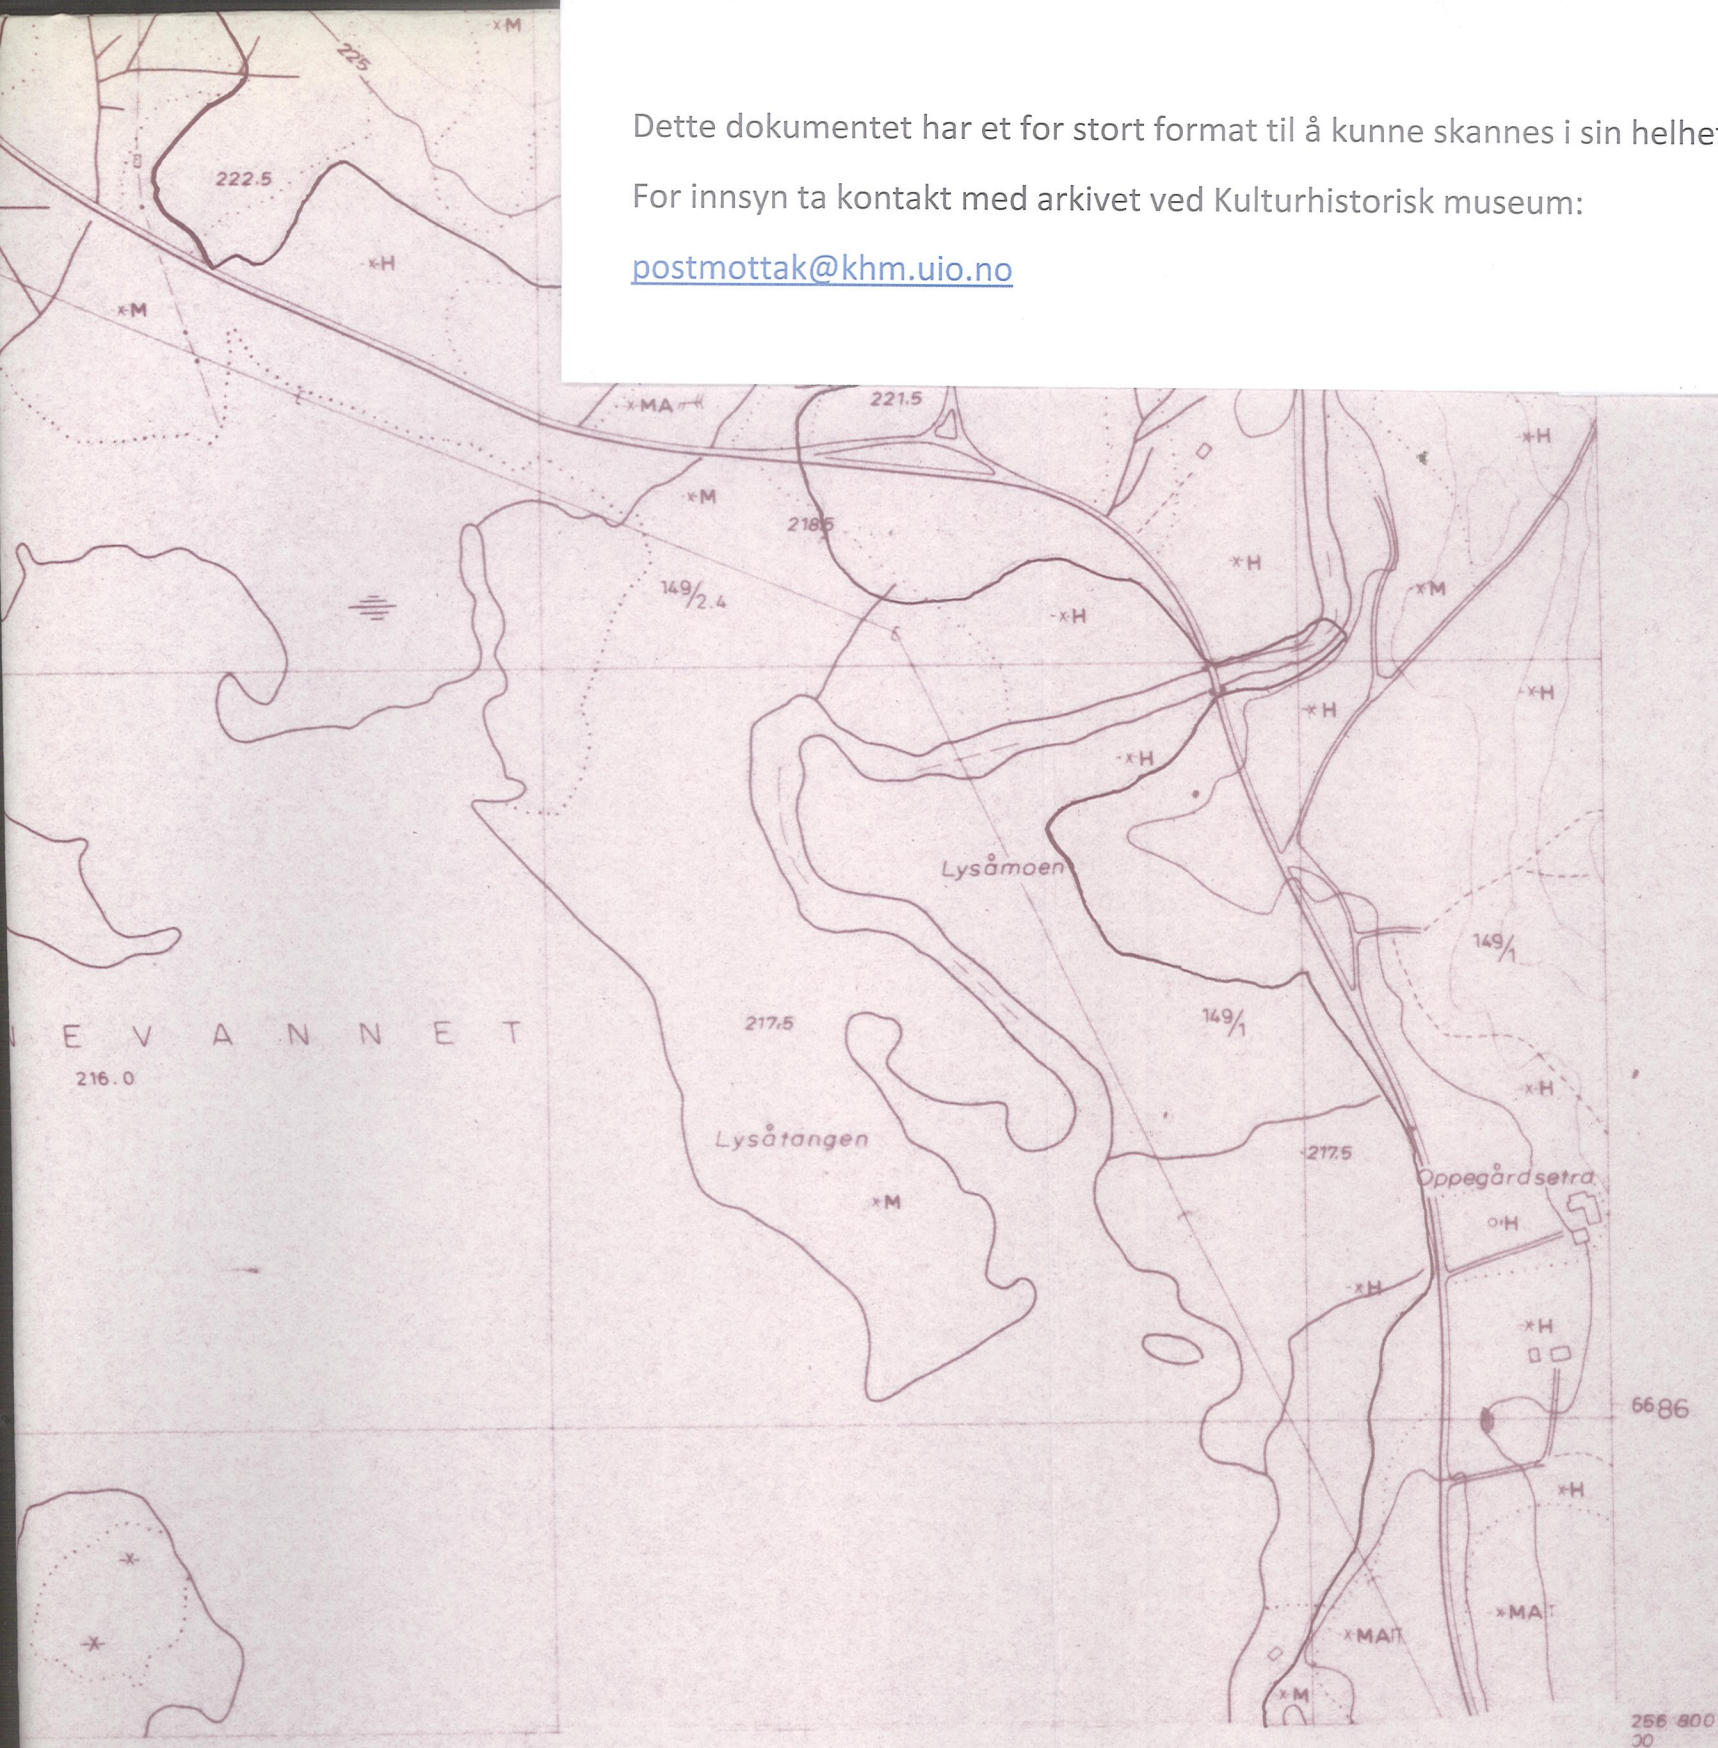 ×M
225
Dette dokumentet har et for stort format til å kunne skannes i sin
For innsyn ta kontakt med arkivet ved Kulturhistorisk museum:
postmottak@khm.uio.no
222.5
×H
×M
×MA
221.5
×H
×M
218.5
×H
149/2.4
×M
×H
×H
×H
×H
Lysåmoen
149/1
217.5
149/1
E V A N N E T
216.0
×H
Lysåtangen
217.5
Oppegårdsetra
×M
o·H
×H
×H
6686
×H
×MA
×MA
×M
256 800